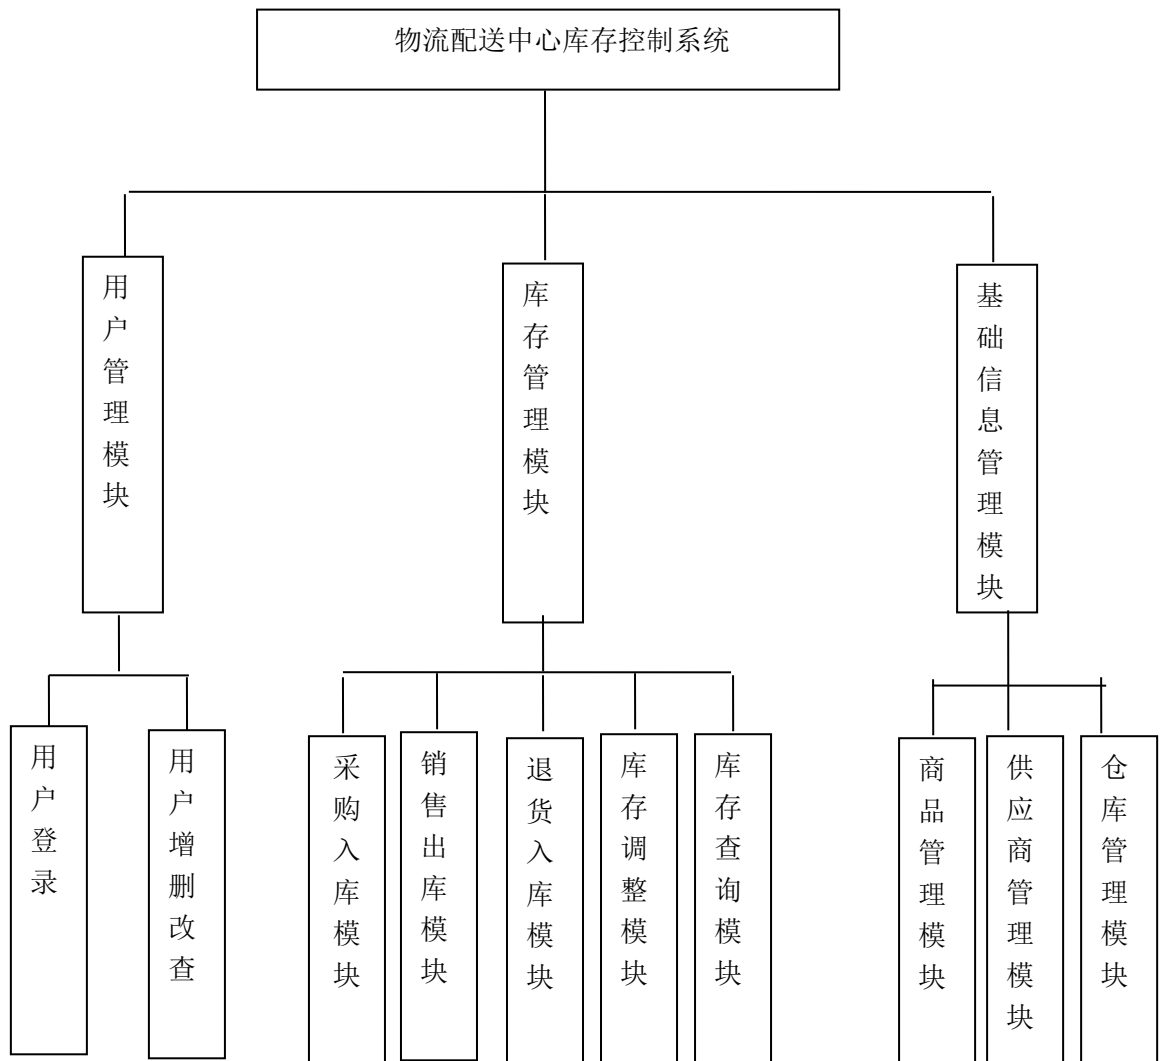 物流配送中心库存控制系统
用户管理模块
库存管理模块
基础信息管理模块
用户登录
用户增删改查
采购入库模块
销售出库模块
退货入库模块
库存调整模块
库存查询模块
商品管理模块
供应商管理模块
仓库管理模块